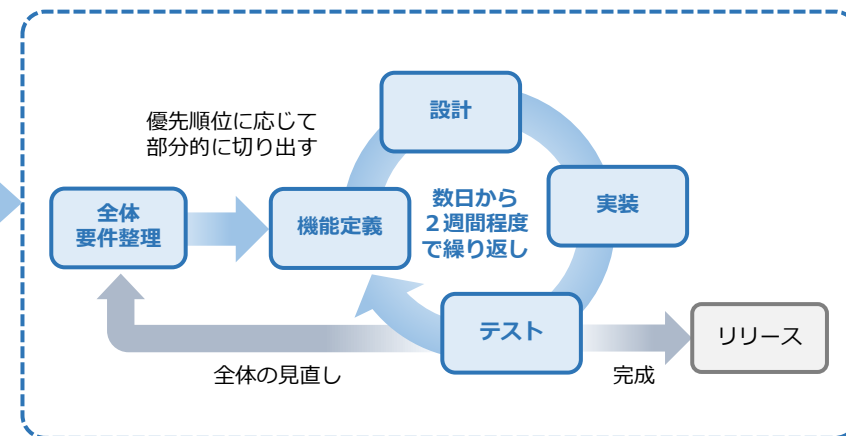 優先順位に応じて
部分的に切り出す
設計
全体
要件整理
機能定義
数日から
２週間程度
で繰り返し
実装
テスト
リリース
全体の見直し
完成